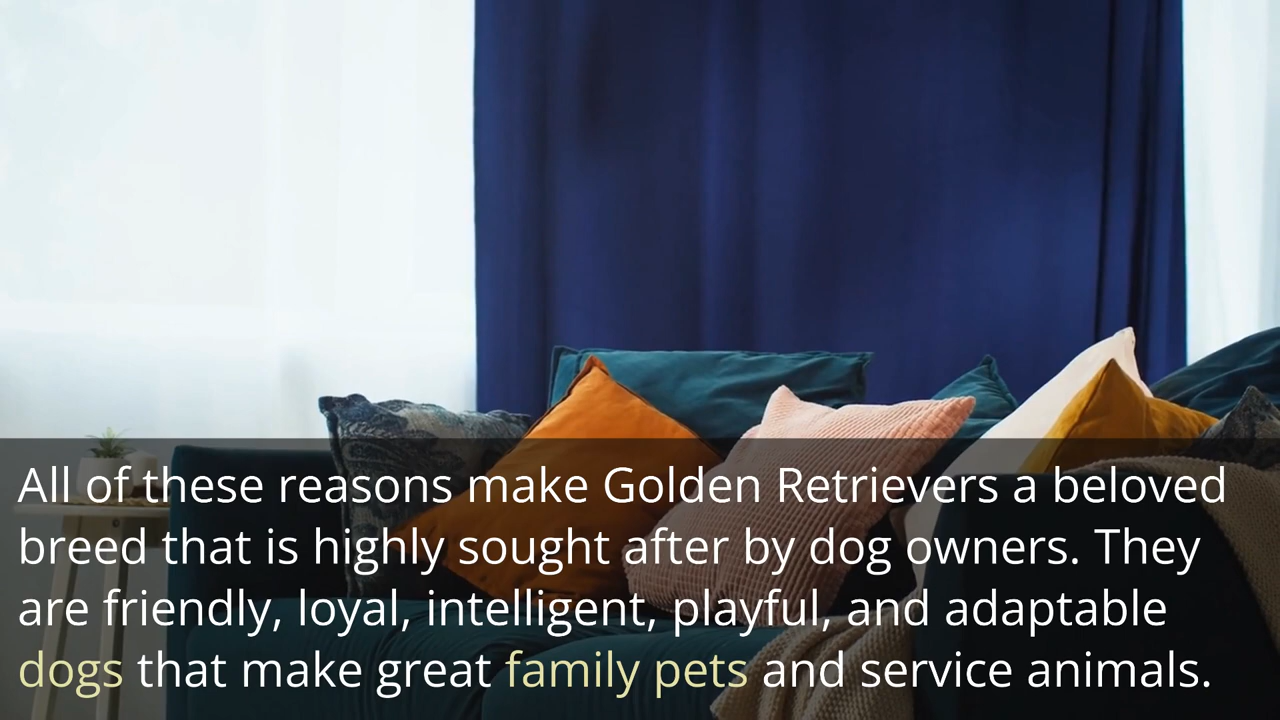 All of these reasons make Golden Retrievers a beloved
breed that is highly sought after by dog owners. They
are friendly, loyal, intelligent, playful, and adaptable
dogs that make great family pets and service animals.